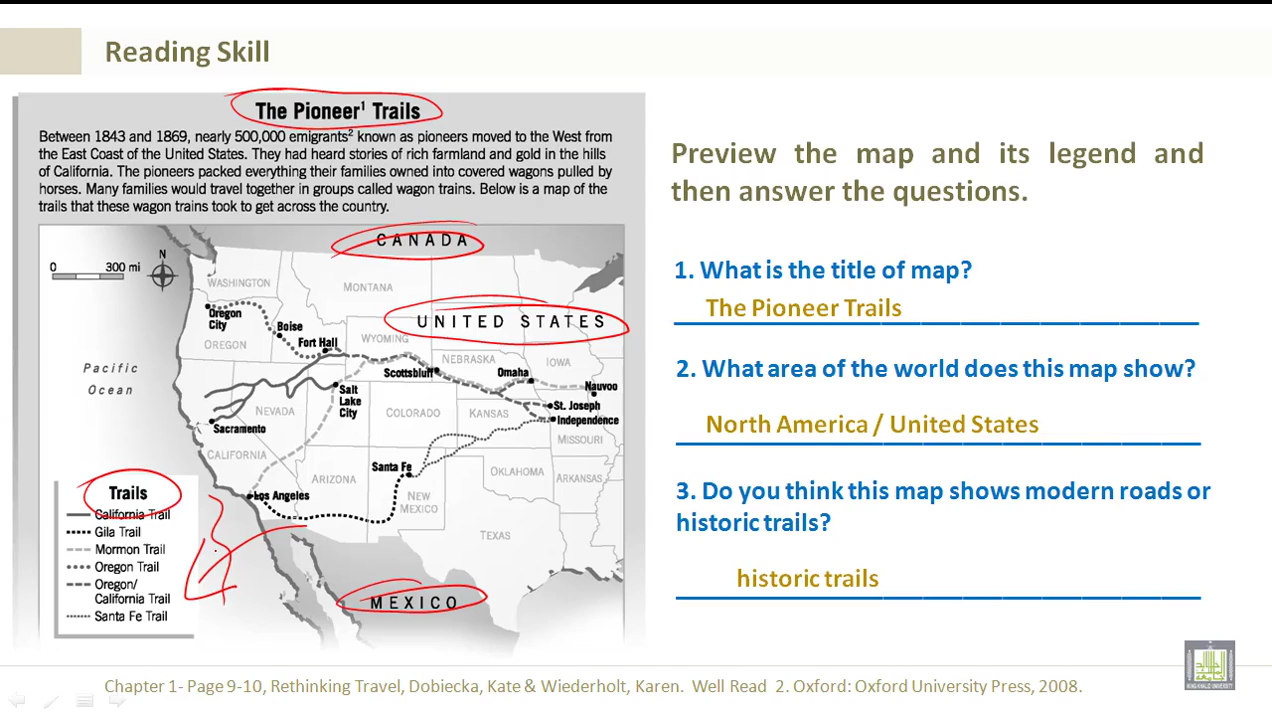 Reading Skill
The Pioneer¹ Trails
Between 1843 and 1869, nearly 500,000 emigrants² known as pioneers moved to the West from
the East Coast of the United States. They had heard stories of rich farmland and gold in the hills
of California. The pioneers packed everything their families owned into covered wagons pulled by
horses. Many families would travel together in groups called wagon trains. Below is a map of the
trails that these wagon trains took to get across the country.
CANADA
0 300 mi
N
WASHINGTON
MONTANA
Oregon
City
UNITED STATES
Boise
Fort Hall
OREGON
WYOMING
Pacific
Ocean
NEBRASKA
IOWA
Scottsbluff
Omaha
Nauvoo
Salt
Lake
City
St. Joseph
NEVADA
COLORADO
KANSAS
Independence
Sacramento
MISSOURI
CALIFORNIA
Santa Fe
OKLAHOMA
ARKANSAS
ARIZONA
Los Angeles
NEW
MEXICO
TEXAS
MEXICO
Trails
California Trail
Gila Trail
Mormon Trail
Oregon Trail
Oregon/
California Trail
Santa Fe Trail
Preview the map and its legend and
then answer the questions.
1. What is the title of map?
The Pioneer Trails
2. What area of the world does this map show?
North America / United States
3. Do you think this map shows modern roads or
historic trails?
historic trails
Chapter 1- Page 9-10, Rethinking Travel, Dobiecka, Kate & Wiederholt, Karen.  Well Read  2. Oxford: Oxford University Press, 2008.